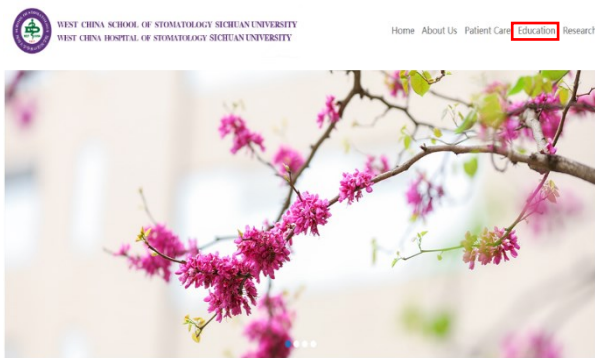 WEST CHINA SCHOOL OF STOMATOLOGY SICHUAN UNIVERSITY
WEST CHINA HOSPITAL OF STOMATOLOGY SICHUAN UNIVERSITY
Home About Us Patient Care Education Research